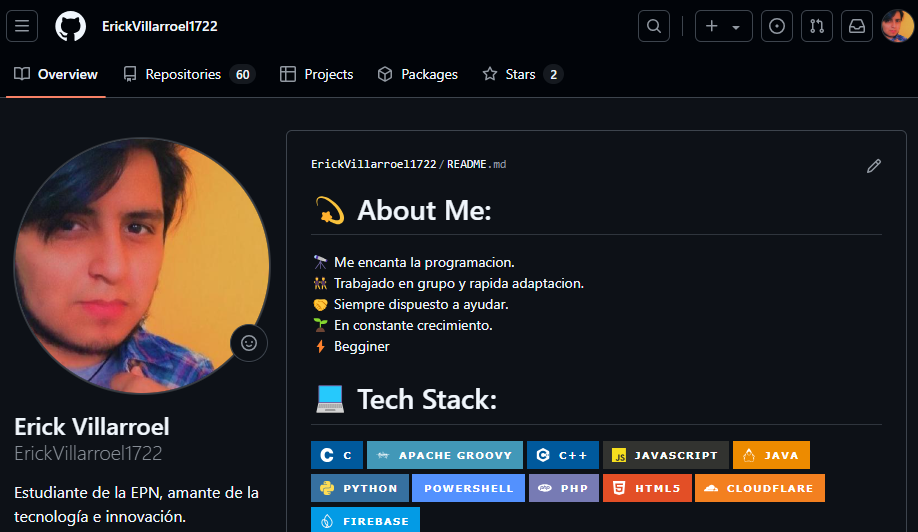 ErickVillarroel1722
Overview
Repositories 60
Projects
Packages
Stars 2
ErickVillarroel1722/README.md
About Me:
Me encanta la programacion.
Trabajado en grupo y rapida adaptacion.
Siempre dispuesto a ayudar.
En constante crecimiento.
Begginer
Tech Stack:
C
APACHE GROOVY
C++
JS JAVASCRIPT
JAVA
PYTHON
POWERSHELL
php PHP
HTML5
CLOUDFLARE
FIREBASE
Erick Villarroel
ErickVillarroel1722
Estudiante de la EPN, amante de la
tecnología e innovación.